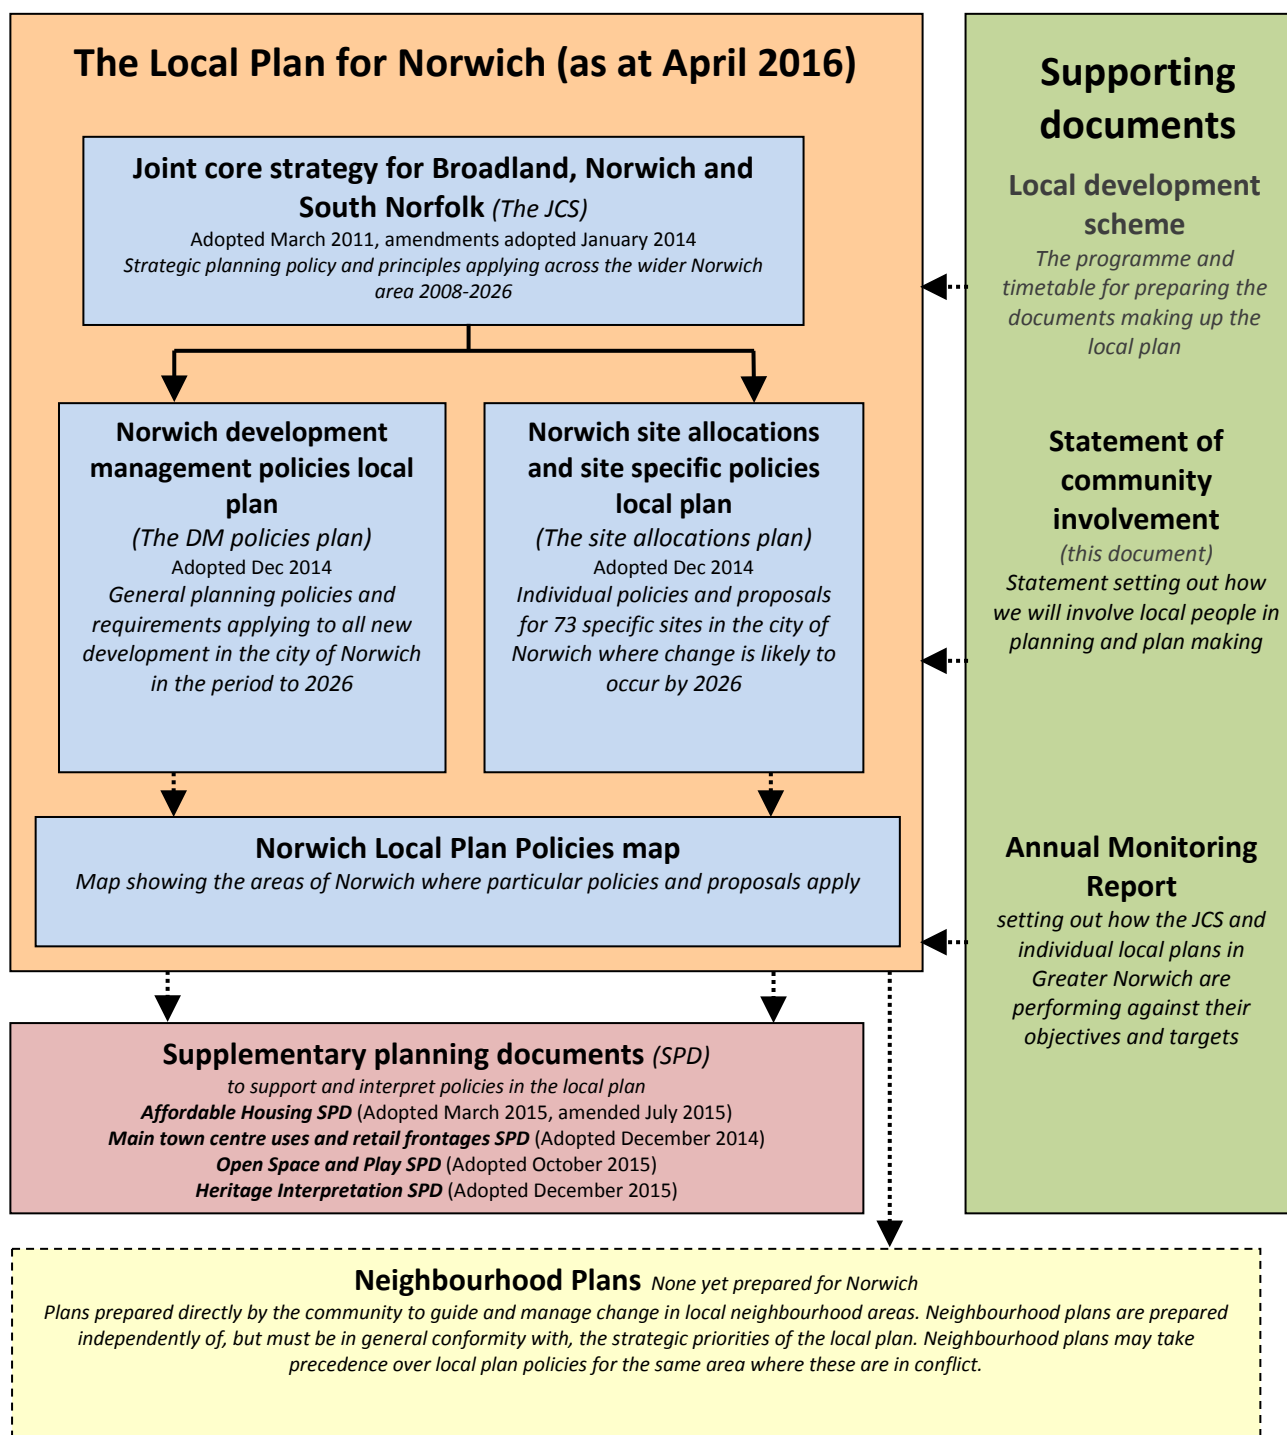 The Local Plan for Norwich (as at April 2016)
Joint core strategy for Broadland, Norwich and
South Norfolk (The JCS)
Adopted March 2011, amendments adopted January 2014
Strategic planning policy and principles applying across the wider Norwich
area 2008-2026
Norwich development
management policies local
plan
(The DM policies plan)
Adopted Dec 2014
General planning policies and
requirements applying to all new
development in the city of Norwich
in the period to 2026
Norwich site allocations
and site specific policies
local plan
(The site allocations plan)
Adopted Dec 2014
Individual policies and proposals
for 73 specific sites in the city of
Norwich where change is likely to
occur by 2026
Norwich Local Plan Policies map
Map showing the areas of Norwich where particular policies and proposals apply
Supporting
documents
Local development
scheme
The programme and
timetable for preparing the
documents making up the
local plan
Statement of
community
involvement
(this document)
Statement setting out how
we will involve local people in
planning and plan making
Annual Monitoring
Report
setting out how the JCS and
individual local plans in
Greater Norwich are
performing against their
objectives and targets
Supplementary planning documents (SPD)
to support and interpret policies in the local plan
Affordable Housing SPD (Adopted March 2015, amended July 2015)
Main town centre uses and retail frontages SPD (Adopted December 2014)
Open Space and Play SPD (Adopted October 2015)
Heritage Interpretation SPD (Adopted December 2015)
Neighbourhood Plans None yet prepared for Norwich
Plans prepared directly by the community to guide and manage change in local neighbourhood areas. Neighbourhood plans are prepared
independently of, but must be in general conformity with, the strategic priorities of the local plan. Neighbourhood plans may take
precedence over local plan policies for the same area where these are in conflict.